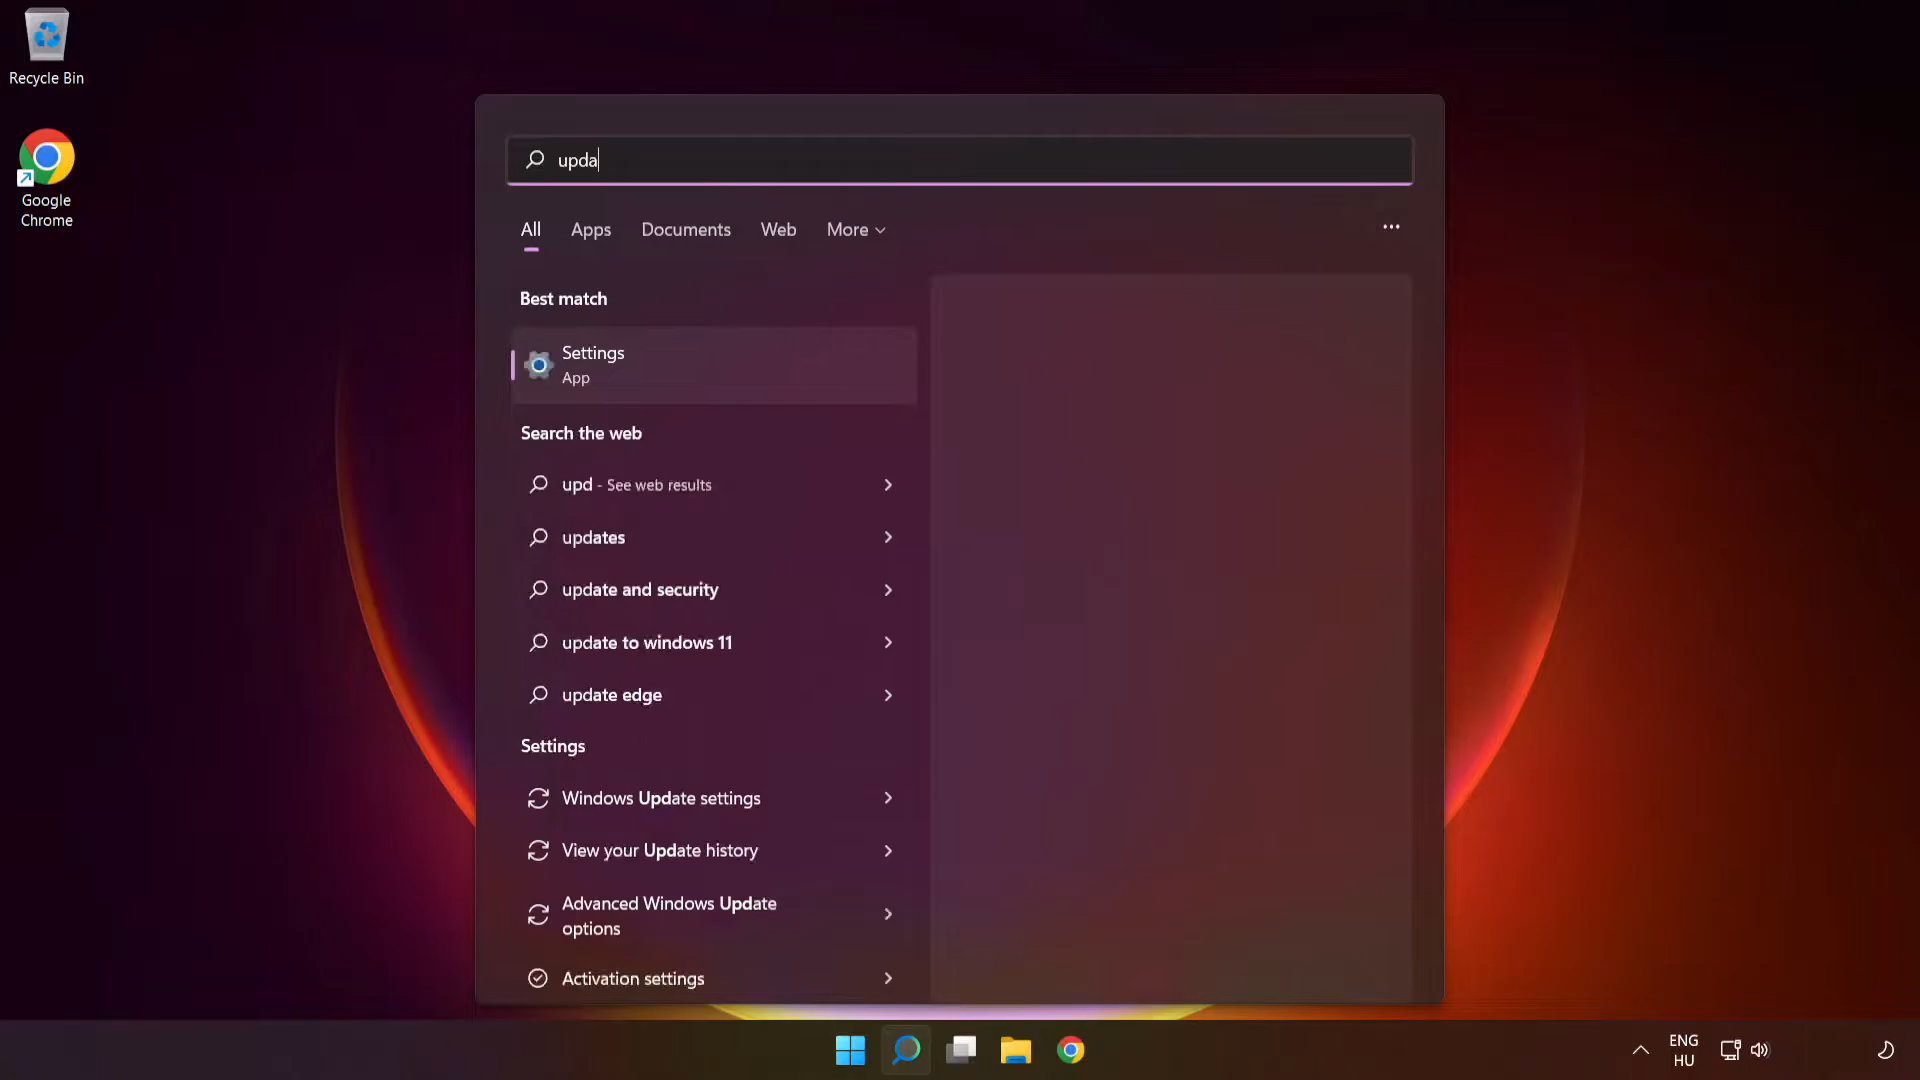 Recycle Bin
Google
Chrome
upda
All Apps Documents Web More
Best match
Settings
App
Search the web
upd - See web results
updates
update and security
update to windows 11
update edge
Settings
Windows Update settings
View your Update history
Advanced Windows Update
options
Activation settings
ENG
HU